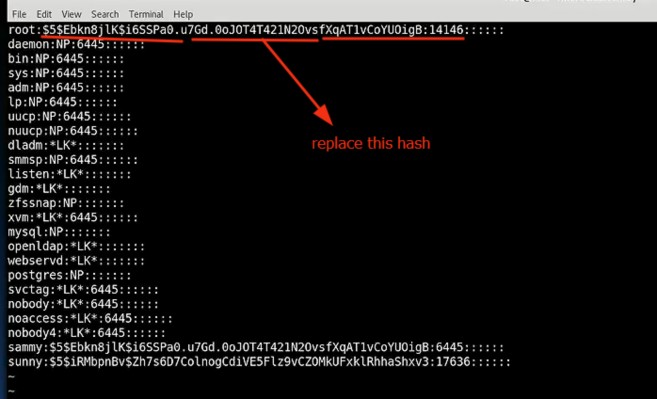 File Edit View Search Terminal Help
root:$5$Ebkn8jlK$i6SSPa0.u7Gd.0oJOT4T421N2OvsfXqAT1vCoYUOigB:14146::::::
daemon:NP:6445::::::
bin:NP:6445::::::
sys:NP:6445::::::
adm:NP:6445::::::
lp:NP:6445::::::
uucp:NP:6445::::::
nuucp:NP:6445::::::
dladm:*LK*:::::::
replace this hash
smmsp:NP:6445::::::
listen:*LK*:::::::
gdm:*LK*:::::::
zfssnap:NP:::::::
xvm:*LK*:6445::::::
mysql:NP:::::::
openldap:*LK*:::::::
webservd:*LK*:::::::
postgres:NP:::::::
svctag:*LK*:6445::::::
nobody:*LK*:6445::::::
noaccess:*LK*:6445::::::
nobody4:*LK*:6445::::::
sammy:$5$Ebkn8jlK$i6SSPa0.u7Gd.0oJOT4T421N2OvsfXqAT1vCoYUOigB:6445::::::
sunny:$5$iRMbpnBv$Zh7s6D7ColnogCdiVE5Flz9vCZOMkUFxklRhhaShxv3:17636::::::
~
~